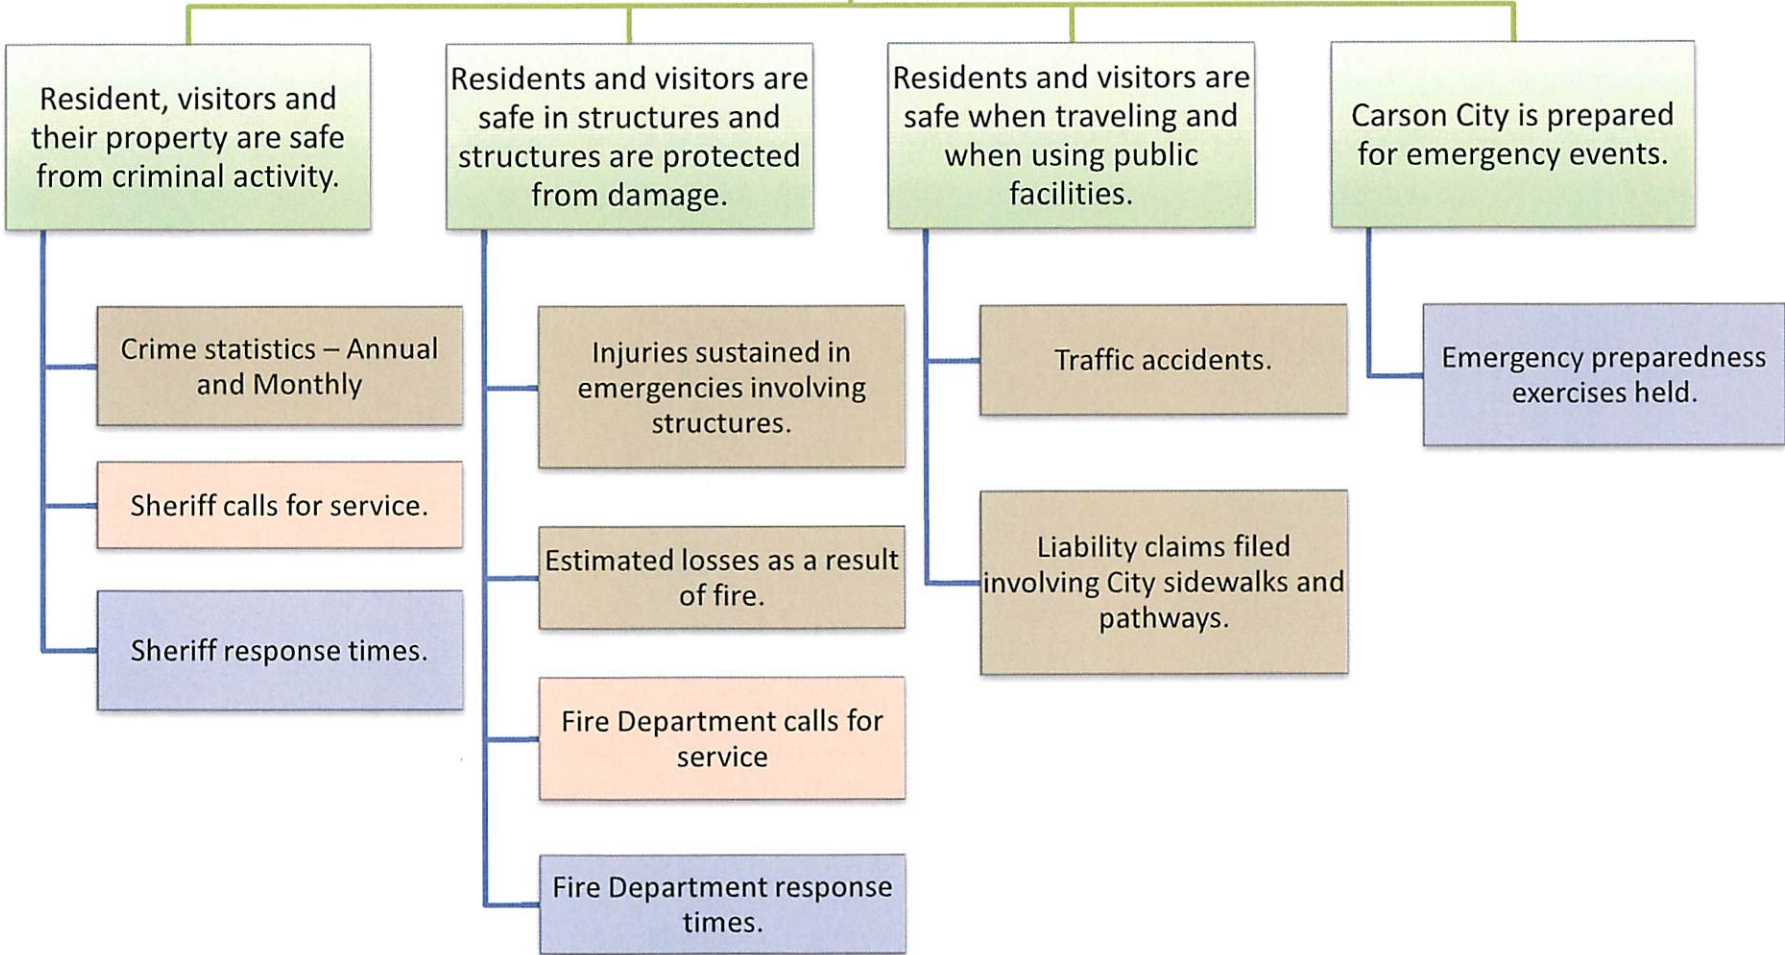 Resident, visitors and
their property are safe
from criminal activity.
Crime statistics – Annual
and Monthly
Sheriff calls for service.
Sheriff response times.
Residents and visitors are
safe in structures and
structures are protected
from damage.
Injuries sustained in
emergencies involving
structures.
Estimated losses as a result
of fire.
Fire Department calls for
service
Fire Department response
times.
Residents and visitors are
safe when traveling and
when using public
facilities.
Traffic accidents.
Liability claims filed
involving City sidewalks and
pathways.
Carson City is prepared
for emergency events.
Emergency preparedness
exercises held.